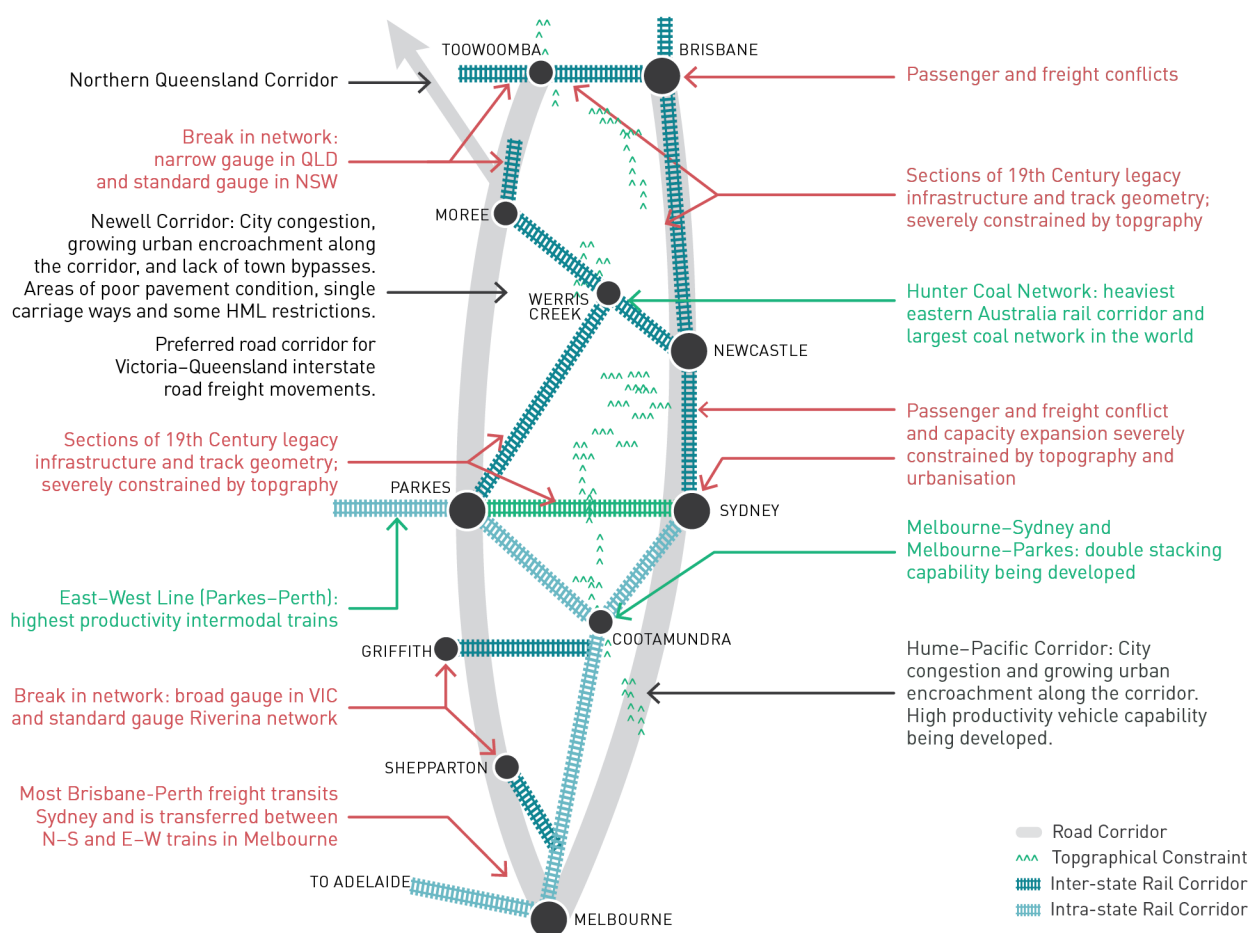 TOOWOOMBA
BRISBANE
Northern Queensland Corridor
Passenger and freight conflicts
Break in network:
narrow gauge in QLD
and standard gauge in NSW
Sections of 19th Century legacy
infrastructure and track geometry;
severely constrained by topgraphy
MOREE
Newell Corridor: City congestion,
growing urban encroachment along
the corridor, and lack of town bypasses.
Areas of poor pavement condition, single
carriage ways and some HML restrictions.
Preferred road corridor for
Victoria–Queensland interstate
road freight movements.
WERRIS
CREEK
Hunter Coal Network: heaviest
eastern Australia rail corridor and
largest coal network in the world
NEWCASTLE
Passenger and freight conflict
and capacity expansion severely
constrained by topography and
urbanisation
Sections of 19th Century legacy
infrastructure and track geometry;
severely constrained by topgraphy
PARKES
SYDNEY
Melbourne–Sydney and
Melbourne–Parkes: double stacking
capability being developed
East–West Line (Parkes–Perth):
highest productivity intermodal trains
COOTAMUNDRA
GRIFFITH
Hume–Pacific Corridor: City
congestion and growing urban
encroachment along the corridor.
High productivity vehicle capability
being developed.
Break in network: broad gauge in VIC
and standard gauge Riverina network
SHEPPARTON
Most Brisbane-Perth freight transits
Sydney and is transferred between
N–S and E–W trains in Melbourne
TO ADELAIDE
MELBOURNE
Road Corridor
Topgraphical Constraint
Inter-state Rail Corridor
Intra-state Rail Corridor